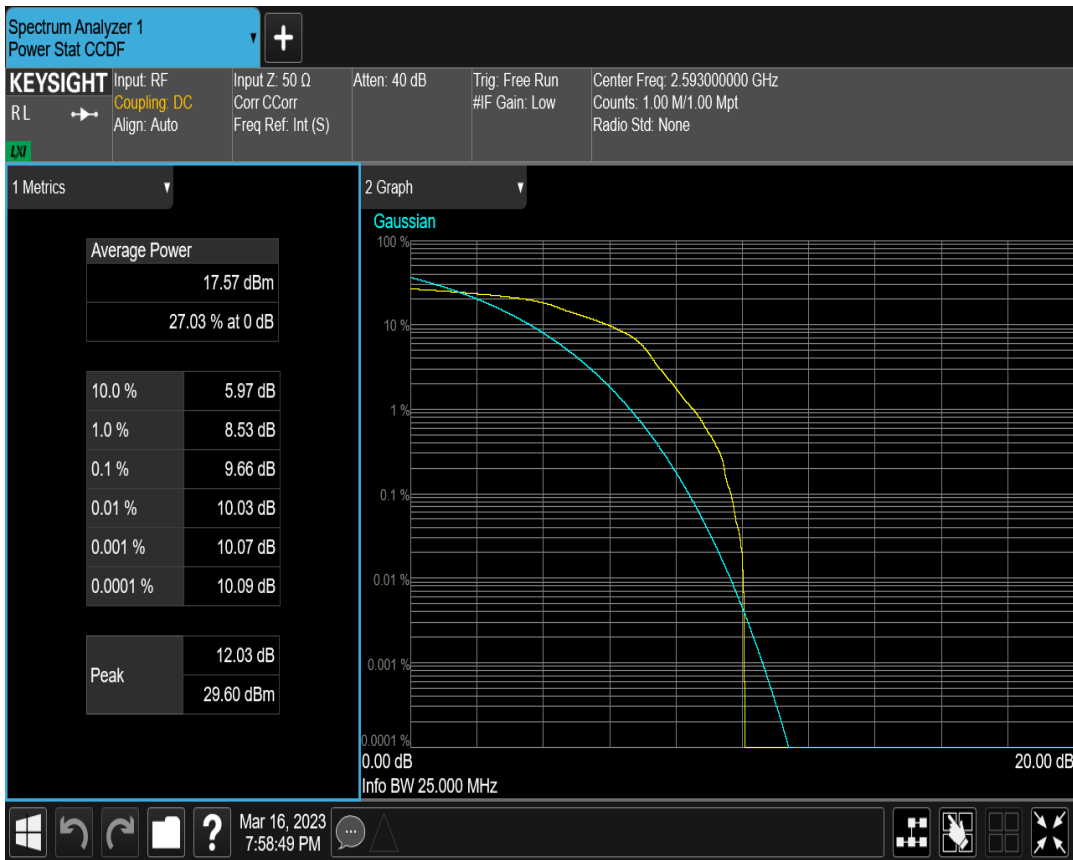 Spectrum Analyzer 1
Power Stat CCDF
KEYSIGHT
RL
LXI
Input: RF
Coupling: DC
Align: Auto
Input Z: 50 Ω
Corr CCorr
Freq Ref: Int (S)
Atten: 40 dB
Trig: Free Run
#IF Gain: Low
Center Freq: 2.593000000 GHz
Counts: 1.00 M/1.00 Mpt
Radio Std: None
1 Metrics
Average Power
17.57 dBm
27.03 % at 0 dB
10.0 % 5.97 dB
1.0 % 8.53 dB
0.1 % 9.66 dB
0.01 % 10.03 dB
0.001 % 10.07 dB
0.0001 % 10.09 dB
Peak
12.03 dB
29.60 dBm
2 Graph
Gaussian
100 %
10 %
1 %
0.1 %
0.01 %
0.001 %
0.0001 %
0.00 dB 20.00 dB
Info BW 25.000 MHz
?
Mar 16, 2023
7:58:49 PM